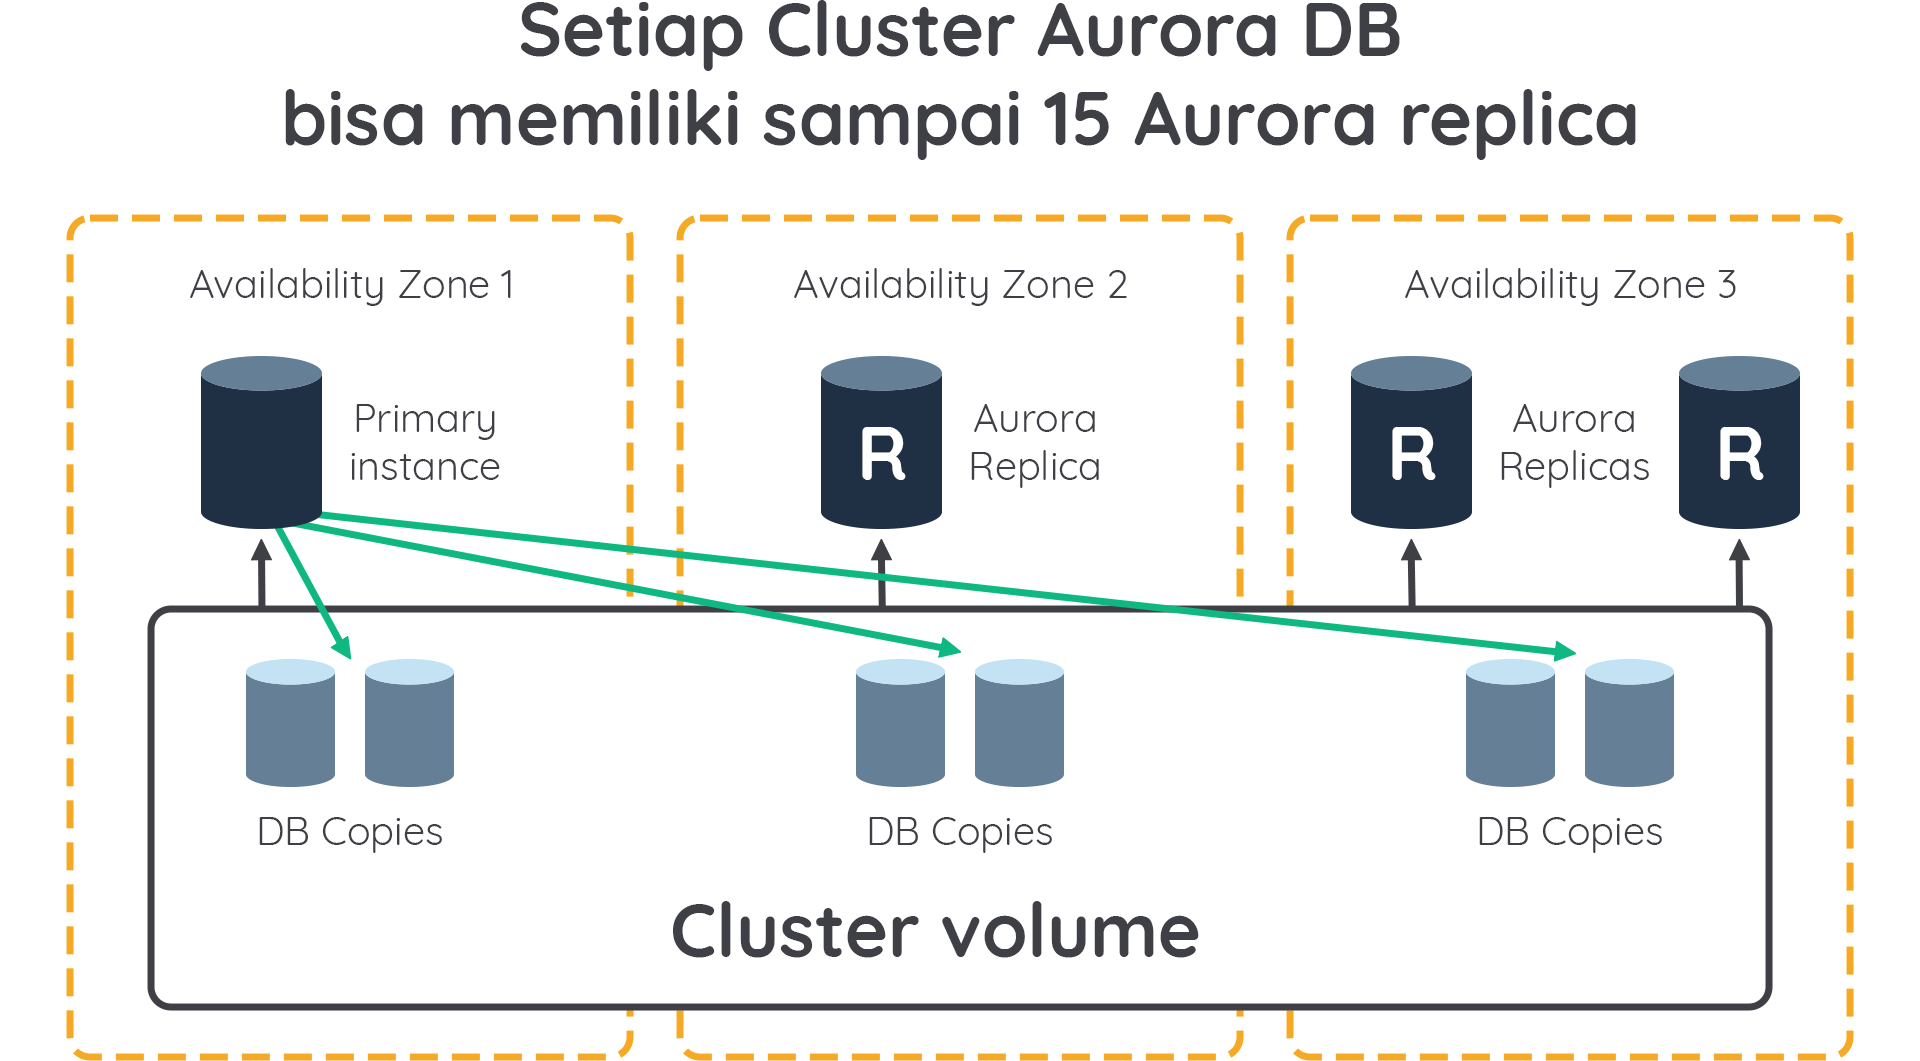 Setiap Cluster Aurora DB
bisa memiliki sampai 15 Aurora replica
Availability Zone 1
Availability Zone 2
Availability Zone 3
Primary
instance
R
Aurora
Replica
R
Aurora
Replicas
R
DB Copies
DB Copies
DB Copies
Cluster volume